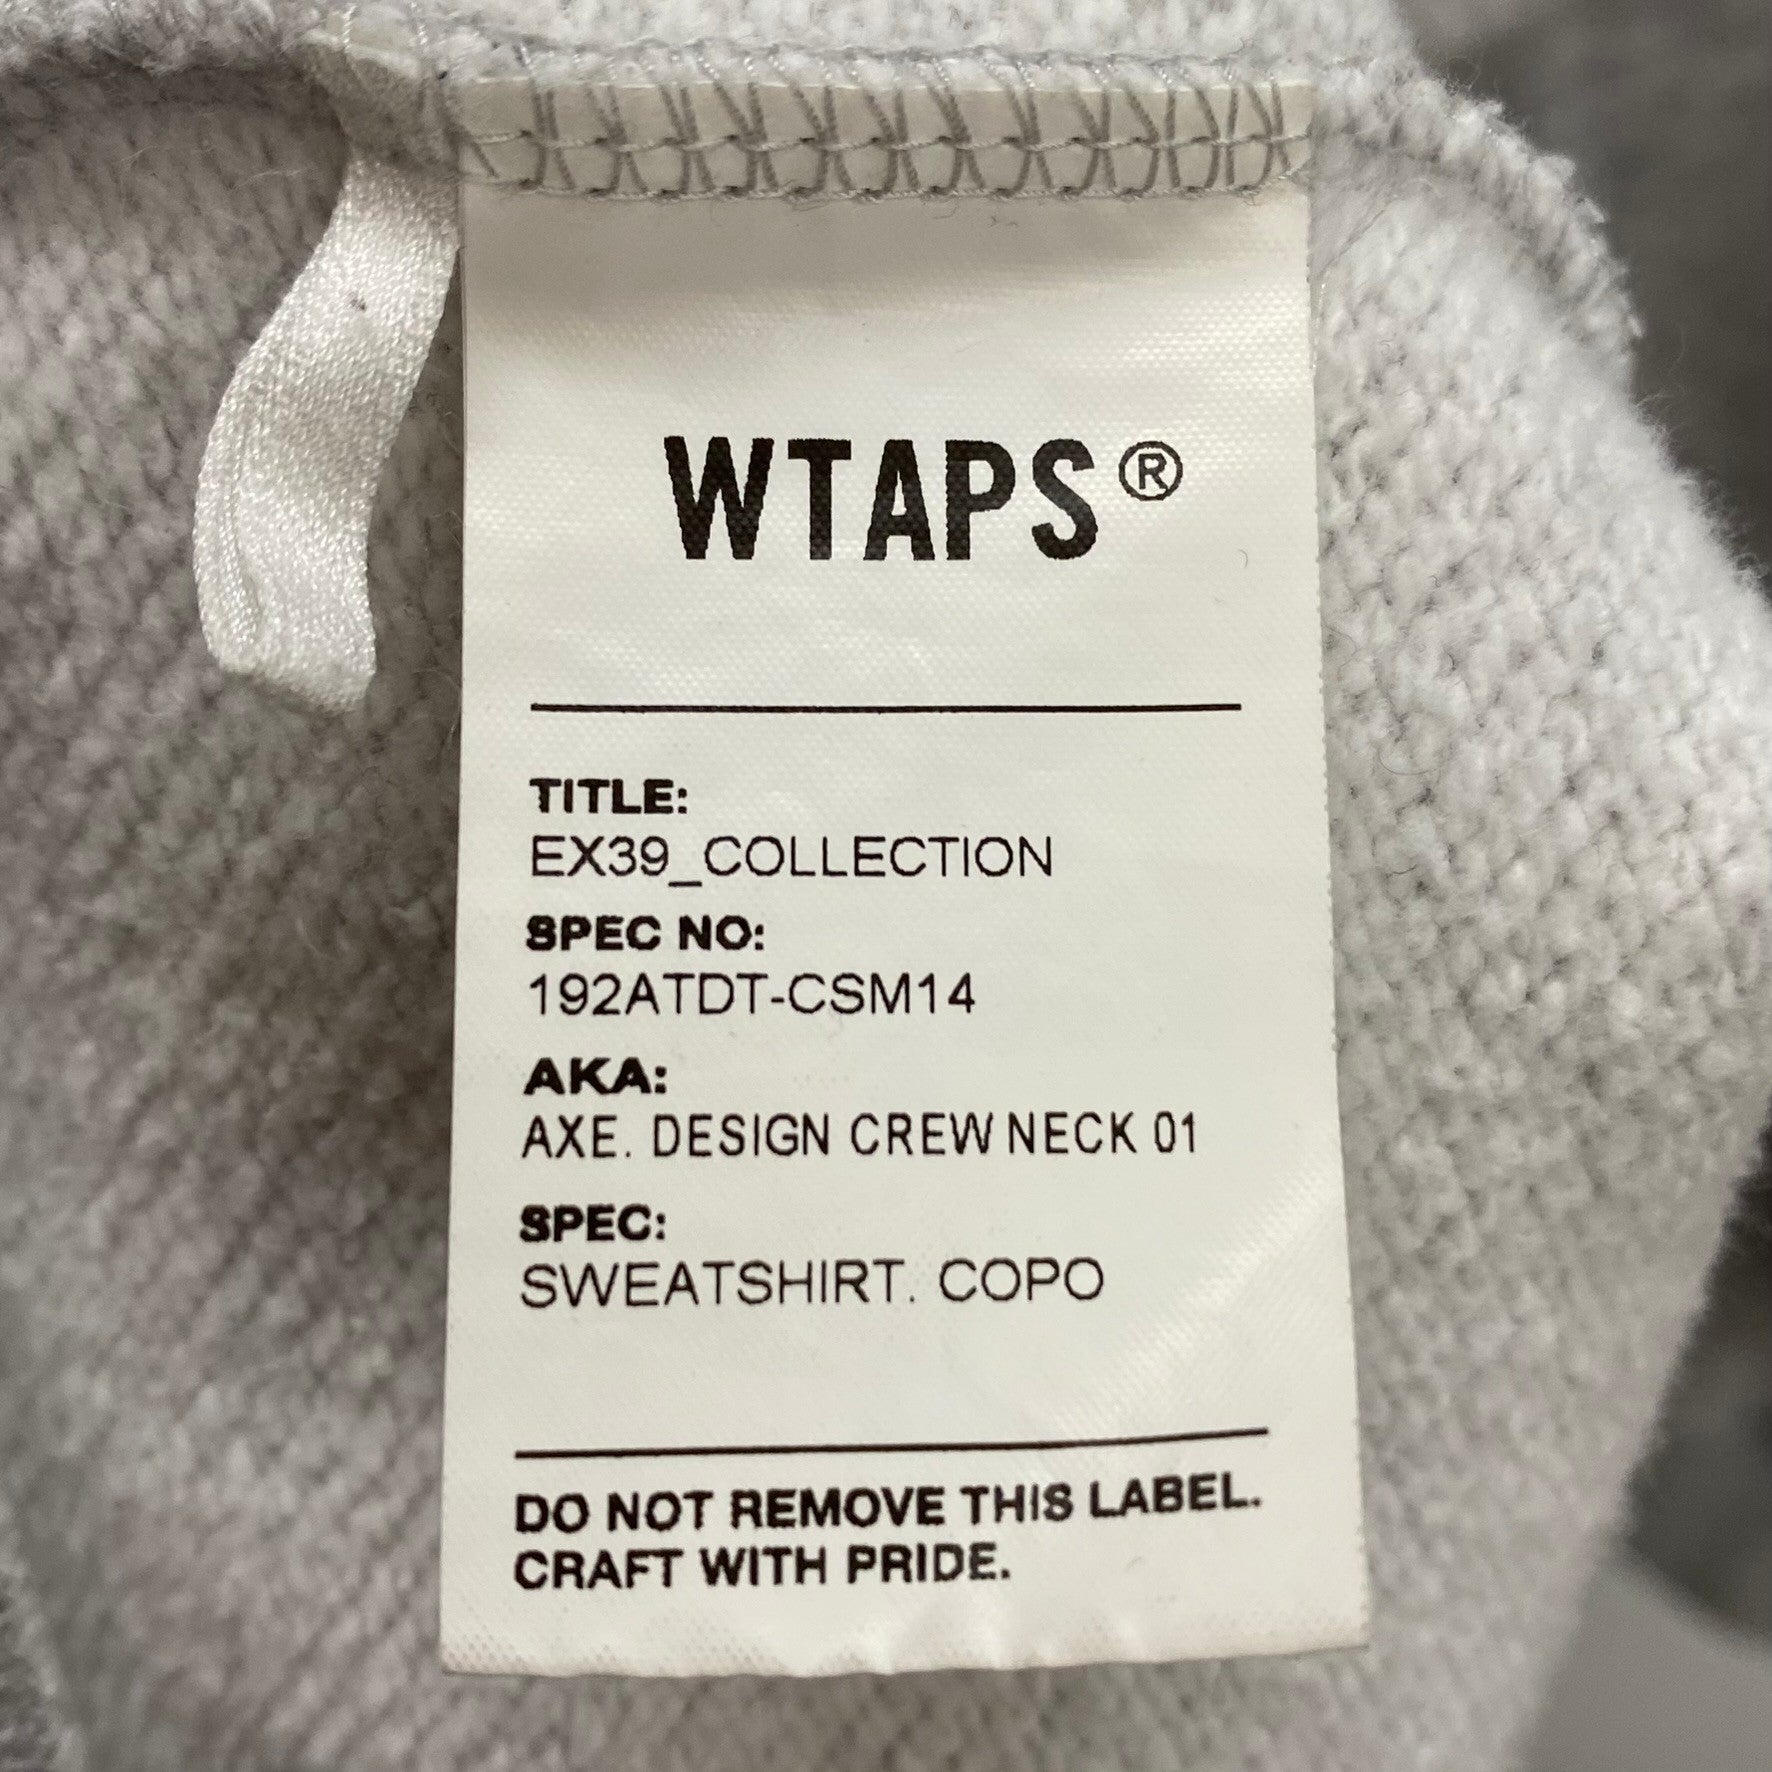 WTAPS®
TITLE:
EX39_COLLECTION
SPEC NO:
192ATDT-CSM14
AKA:
AXE. DESIGN CREW NECK 01
SPEC:
SWEATSHIRT. COPO
DO NOT REMOVE THIS LABEL.
CRAFT WITH PRIDE.